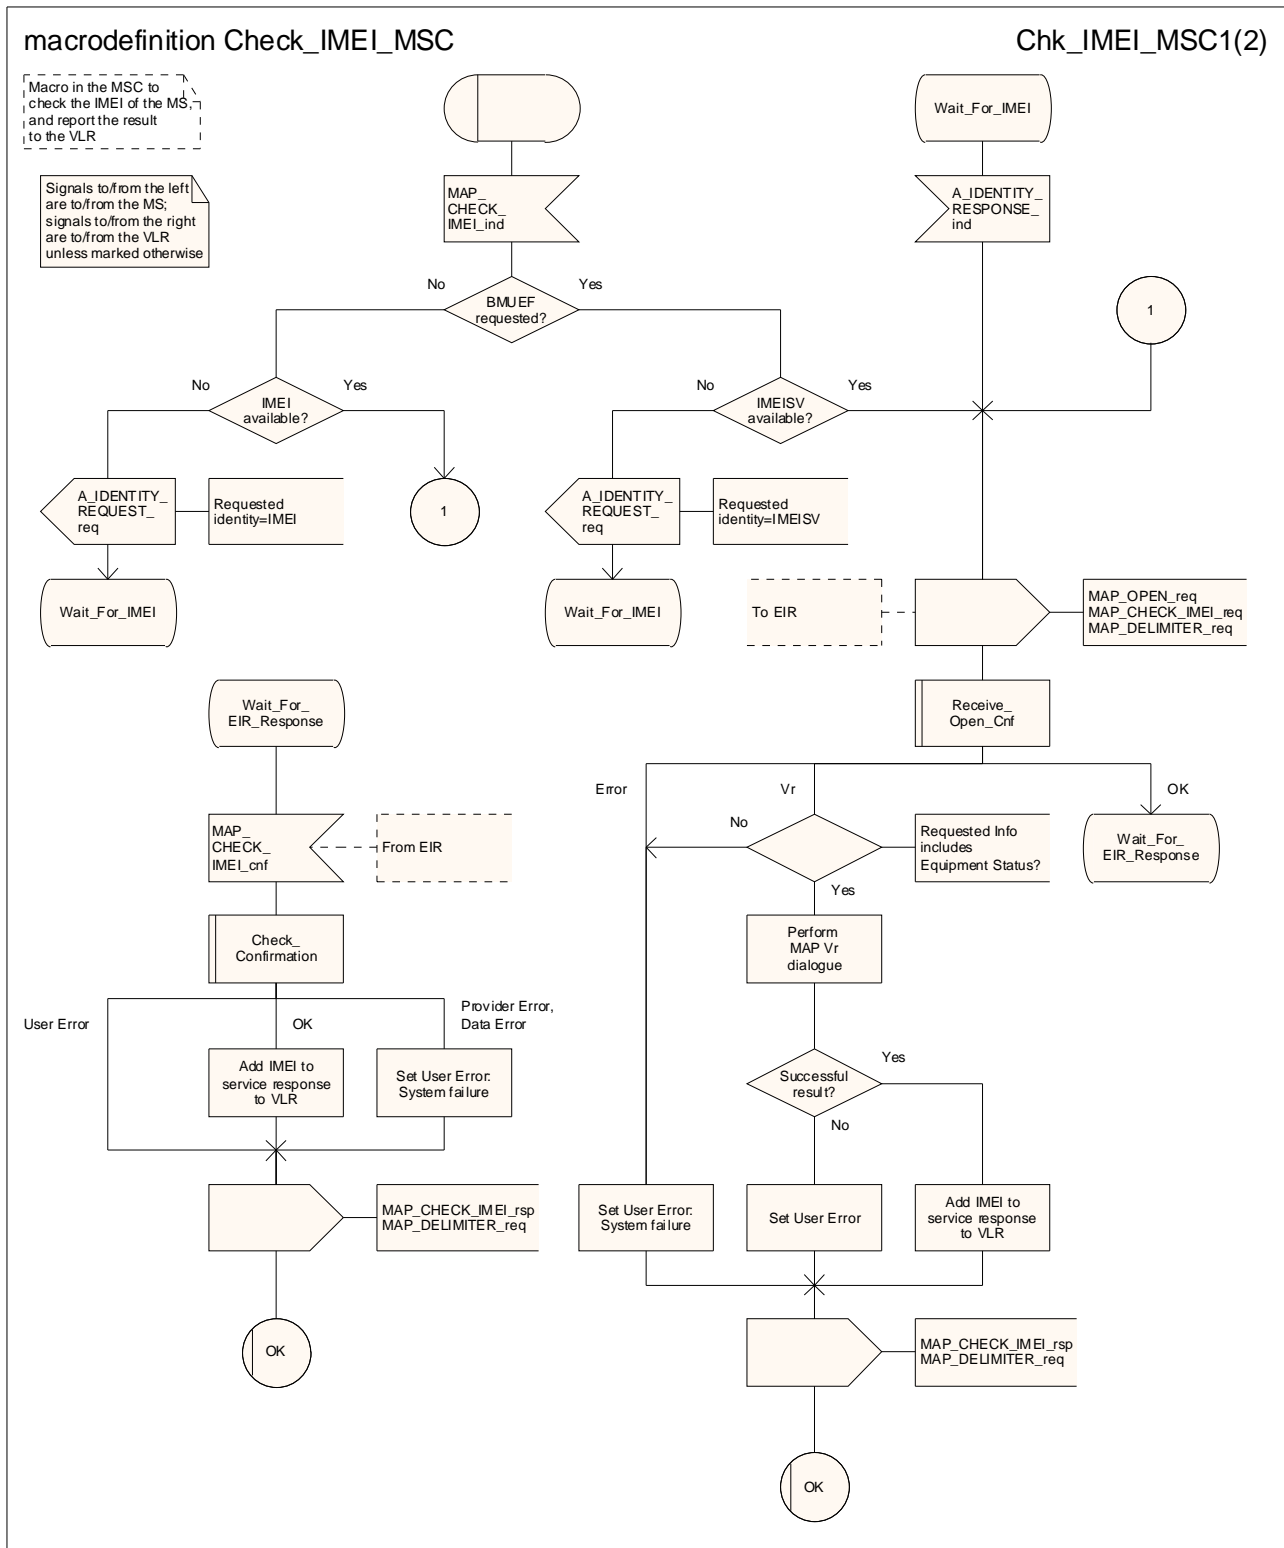 macrodefinition Check_IMEI_MSC
Chk_IMEI_MSC1(2)
Macro in the MSC to
check the IMEI of the MS,
and report the result
to the VLR
Signals to/from the left
are to/from the MS;
signals to/from the right
are to/from the VLR
unless marked otherwise
MAP_
CHECK_
IMEI_ind
Wait_For_IMEI
A_IDENTITY_
RESPONSE_
ind
No
Yes
BMUEF
requested?
1
No
Yes
IMEI
available?
No
Yes
IMEISV
available?
A_IDENTITY_
REQUEST_
req
Requested
identity=IMEI
1
A_IDENTITY_
REQUEST_
req
Requested
identity=IMEISV
Wait_For_IMEI
Wait_For_IMEI
To EIR
MAP_OPEN_req
MAP_CHECK_IMEI_req
MAP_DELIMITER_req
Wait_For_
EIR_Response
Receive_
Open_Cnf
Error
Vr
OK
MAP_
CHECK_
IMEI_cnf
From EIR
No
Requested Info
includes
Equipment Status?
Wait_For_
EIR_Response
Yes
Check_
Confirmation
Perform
MAP Vr
dialogue
User Error
OK
Provider Error,
Data Error
Add IMEI to
service response
to VLR
Set User Error:
System failure
Successful
result?
Yes
No
MAP_CHECK_IMEI_rsp
MAP_DELIMITER_req
Set User Error:
System failure
Set User Error
Add IMEI to
service response
to VLR
OK
MAP_CHECK_IMEI_rsp
MAP_DELIMITER_req
OK